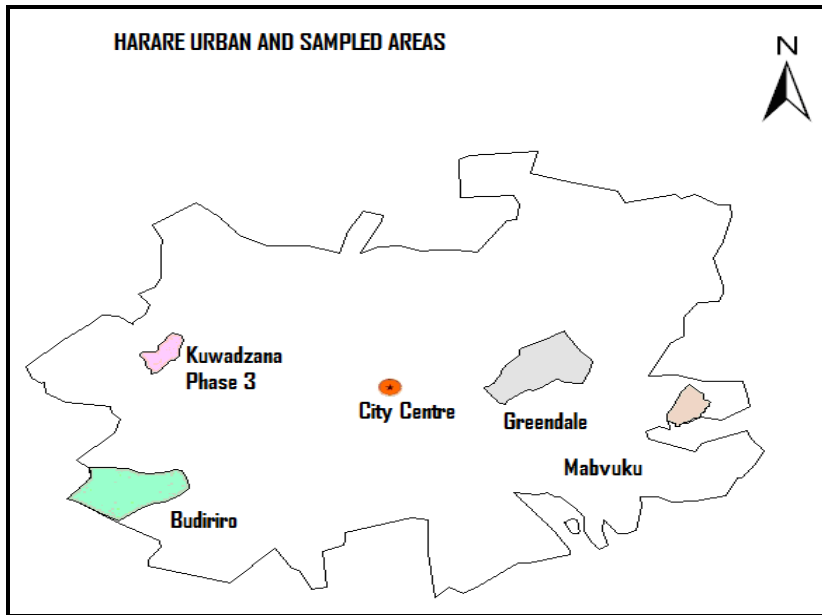 HARARE URBAN AND SAMPLED AREAS
N
Kuwadzana
Phase 3
City Centre
Greendale
Mabvuku
Budiriro